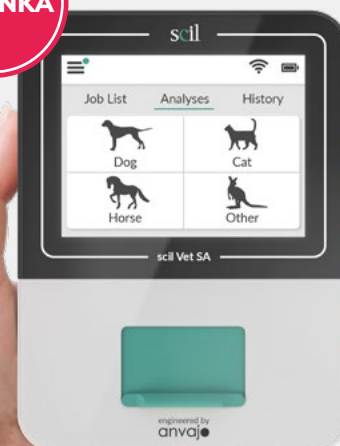 NKA
scil
Job List Analyses History
Dog Cat
Horse Other
scil Vet SA
engineered by
anvajo